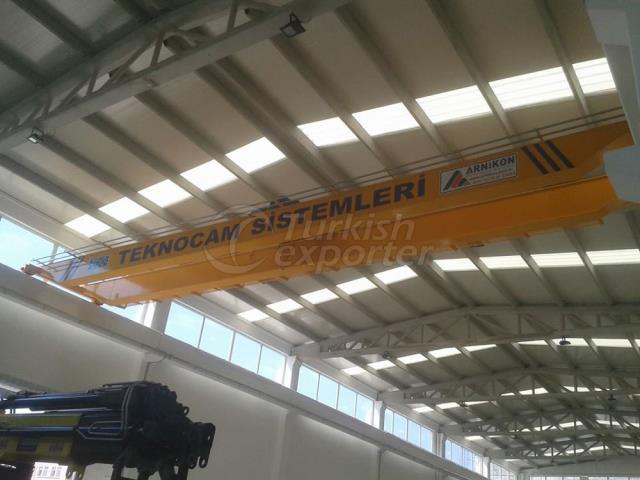 TEKNOCAM SİSTEMLERİ
ARNİKON
Turkish
exporter